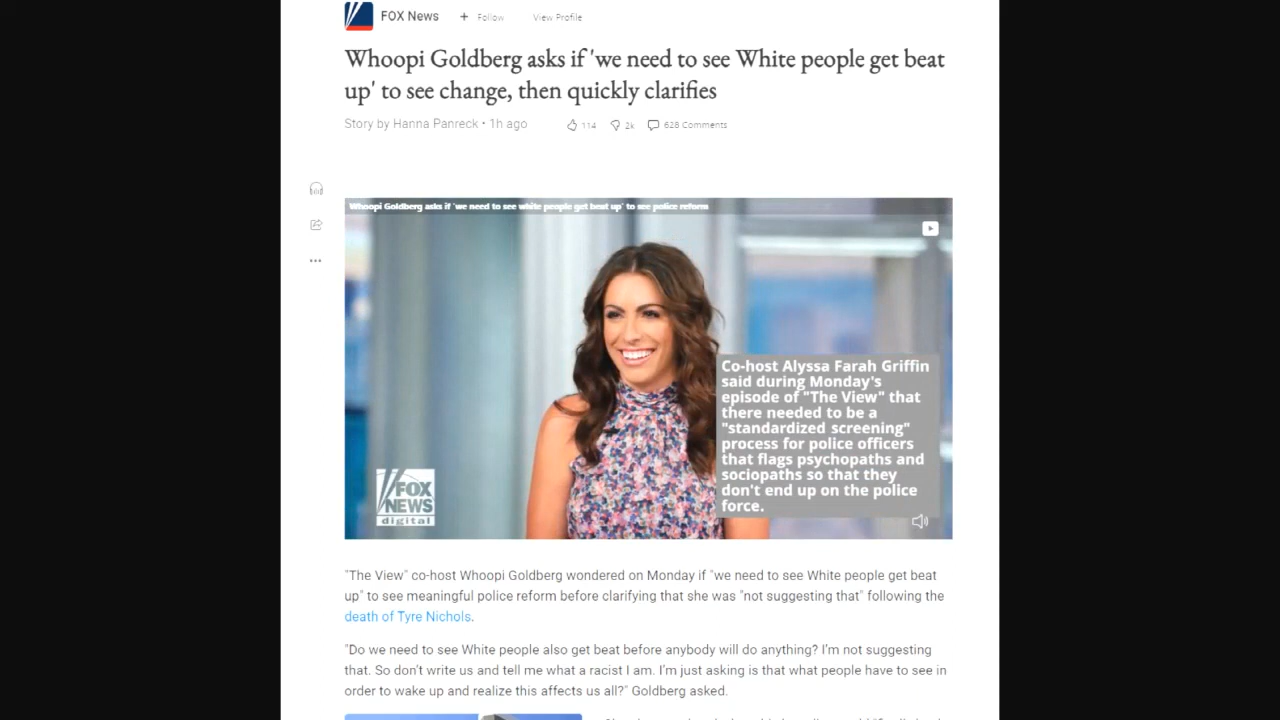 FOX News + Follow View Profile
Whoopi Goldberg asks if 'we need to see White people get beat
up' to see change, then quickly clarifies
Story by Hanna Panreck • 1h ago 114 2k 628 Comments
Whoopi Goldberg asks if 'we need to see white people get beat up' to see police reform
Co-host Alyssa Farah Griffin
said during Monday's
episode of "The View" that
there needed to be a
"standardized screening"
process for police officers
that flags psychopaths and
sociopaths so that they
don't end up on the police
force.
FOX
NEWS
digital
"The View" co-host Whoopi Goldberg wondered on Monday if "we need to see White people get beat
up" to see meaningful police reform before clarifying that she was "not suggesting that" following the
death of Tyre Nichols.
"Do we need to see White people also get beat before anybody will do anything? I'm not suggesting
that. So don't write us and tell me what a racist I am. I'm just asking is that what people have to see in
order to wake up and realize this affects us all?" Goldberg asked.